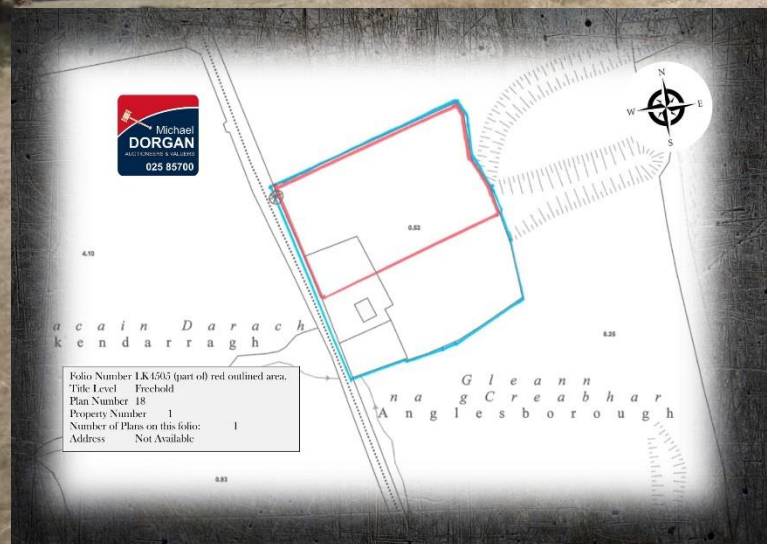 Michael
DORGAN
AUCTIONEERS & VALUERS
025 85700
N
W E
S
0.53
4.10
acain Darach
kendarragh
8.25
Gleann
na gCreabhar
Anglesborough
Folio Number LK4505 (part of) red outlined area.
Title Level Freehold
Plan Number 18
Property Number 1
Number of Plans on this folio: 1
Address Not Available
0.93